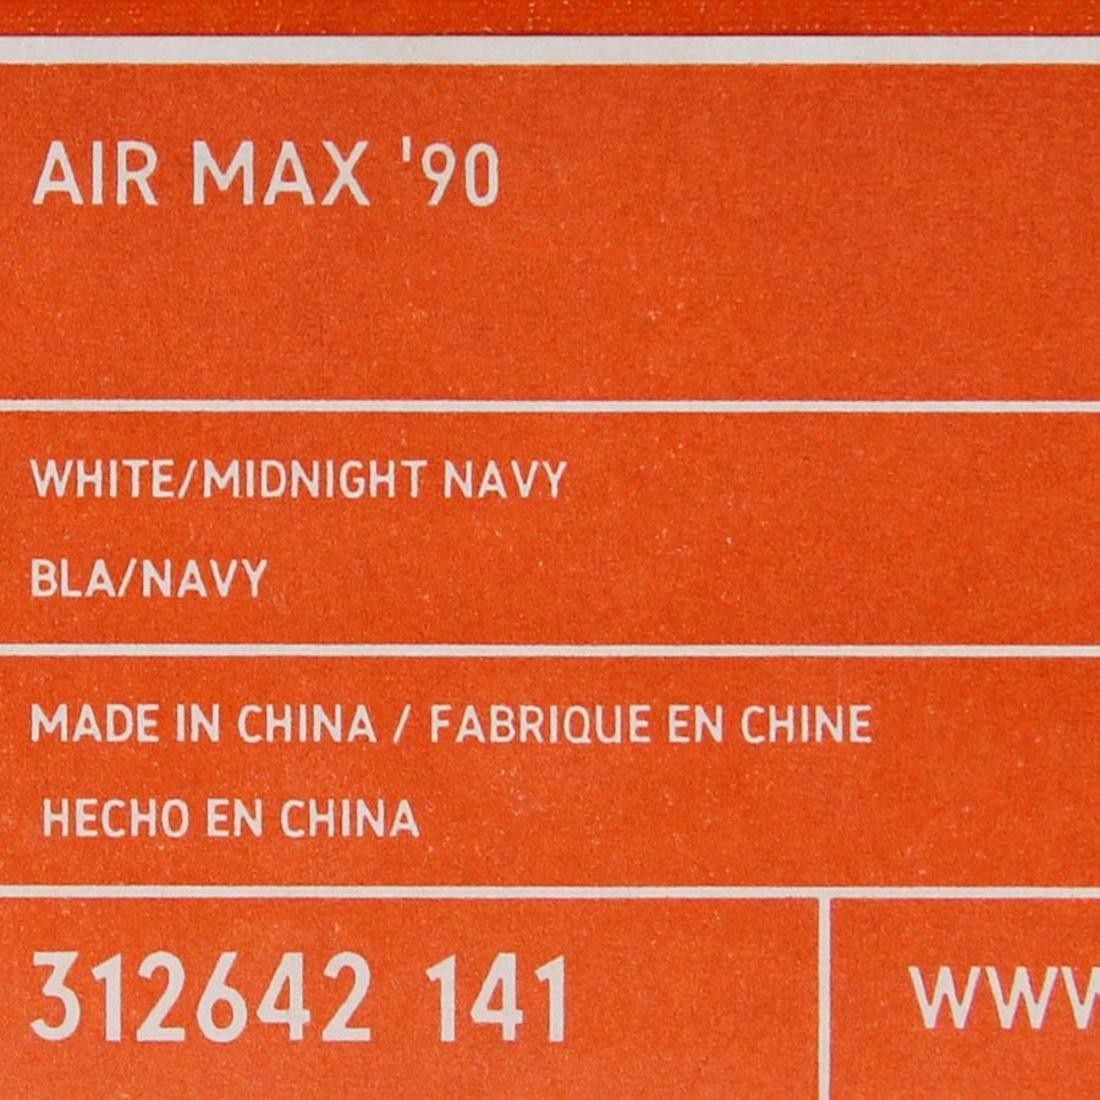 AIR MAX '90
WHITE/MIDNIGHT NAVY
BLA/NAVY
MADE IN CHINA / FABRIQUE EN CHINE
HECHO EN CHINA
312642 141
WWW